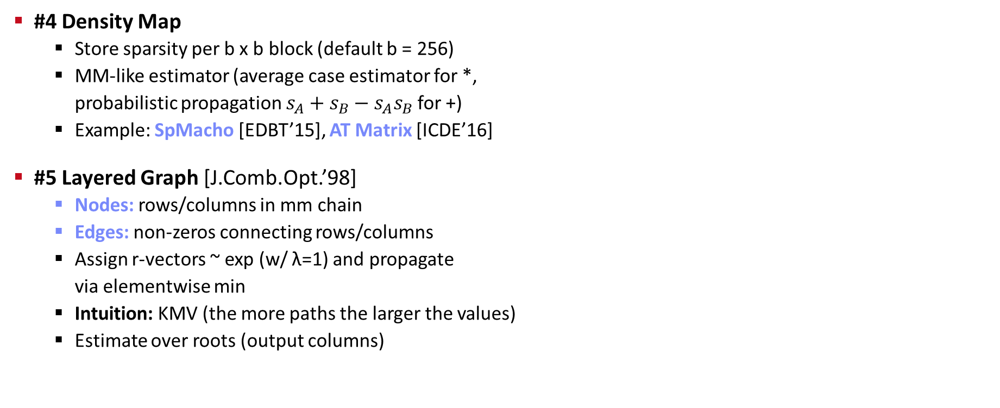 #4 Density Map
Store sparsity per b x b block (default b = 256)
MM-like estimator (average case estimator for *,
probabilistic propagation s_A + s_B − s_A s_B for +)
Example: SpMacho [EDBT’15], AT Matrix [ICDE’16]
#5 Layered Graph [J.Comb.Opt.’98]
Nodes: rows/columns in mm chain
Edges: non-zeros connecting rows/columns
Assign r-vectors ~ exp (w/ λ=1) and propagate
via elementwise min
Intuition: KMV (the more paths the larger the values)
Estimate over roots (output columns)